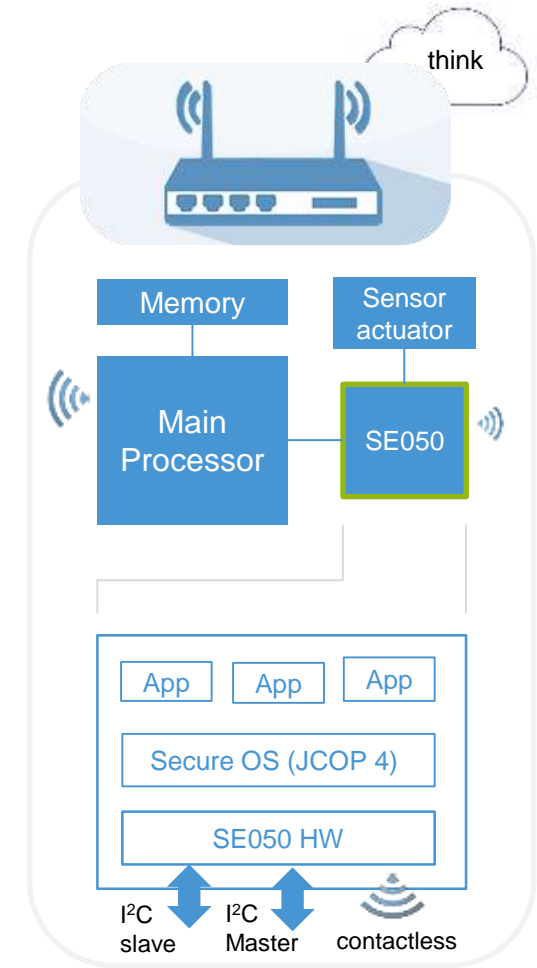 think
Memory
Sensor
actuator
Main
Processor
SE050
App
App
App
Secure OS (JCOP 4)
SE050 HW
I²C
slave
I²C
Master
contactless